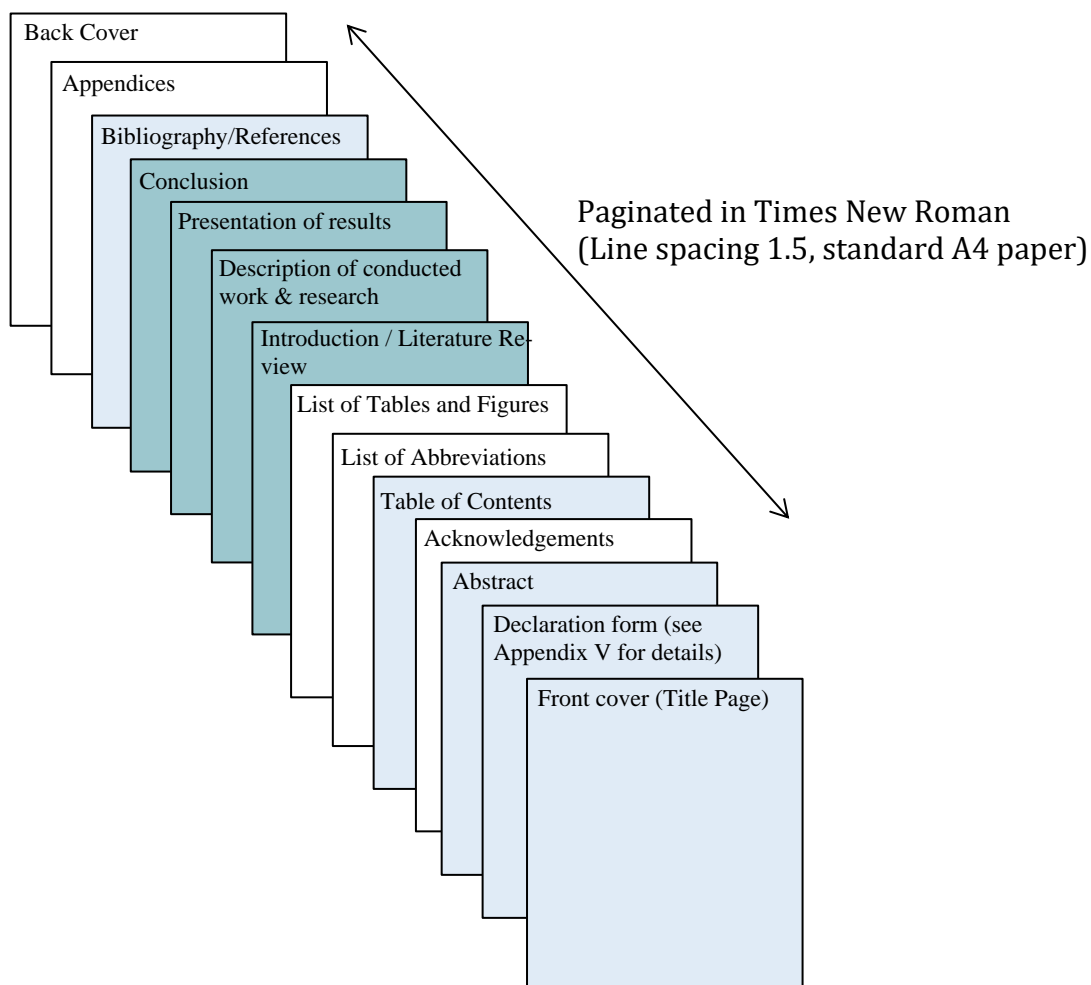 Back Cover
Appendices
Bibliography/References
Conclusion
Presentation of results
Description of conducted
work & research
Introduction / Literature Re-
view
List of Tables and Figures
List of Abbreviations
Table of Contents
Acknowledgements
Abstract
Declaration form (see
Appendix V for details)
Front cover (Title Page)
Paginated in Times New Roman
(Line spacing 1.5, standard A4 paper)